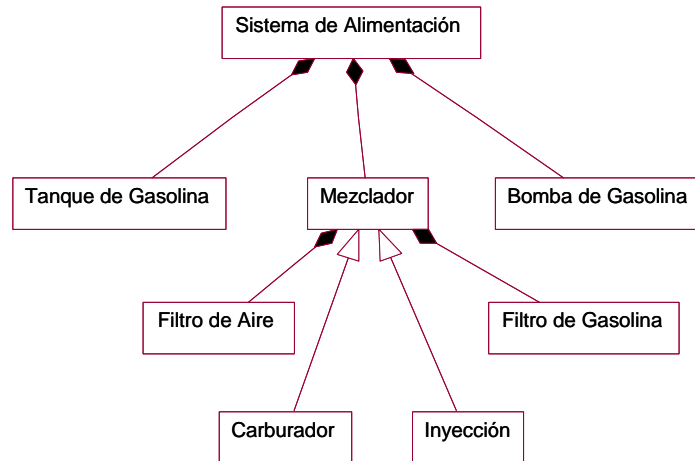 Sistema de Alimentación
Tanque de Gasolina
Mezclador
Bomba de Gasolina
Filtro de Aire
Filtro de Gasolina
Carburador
Inyección